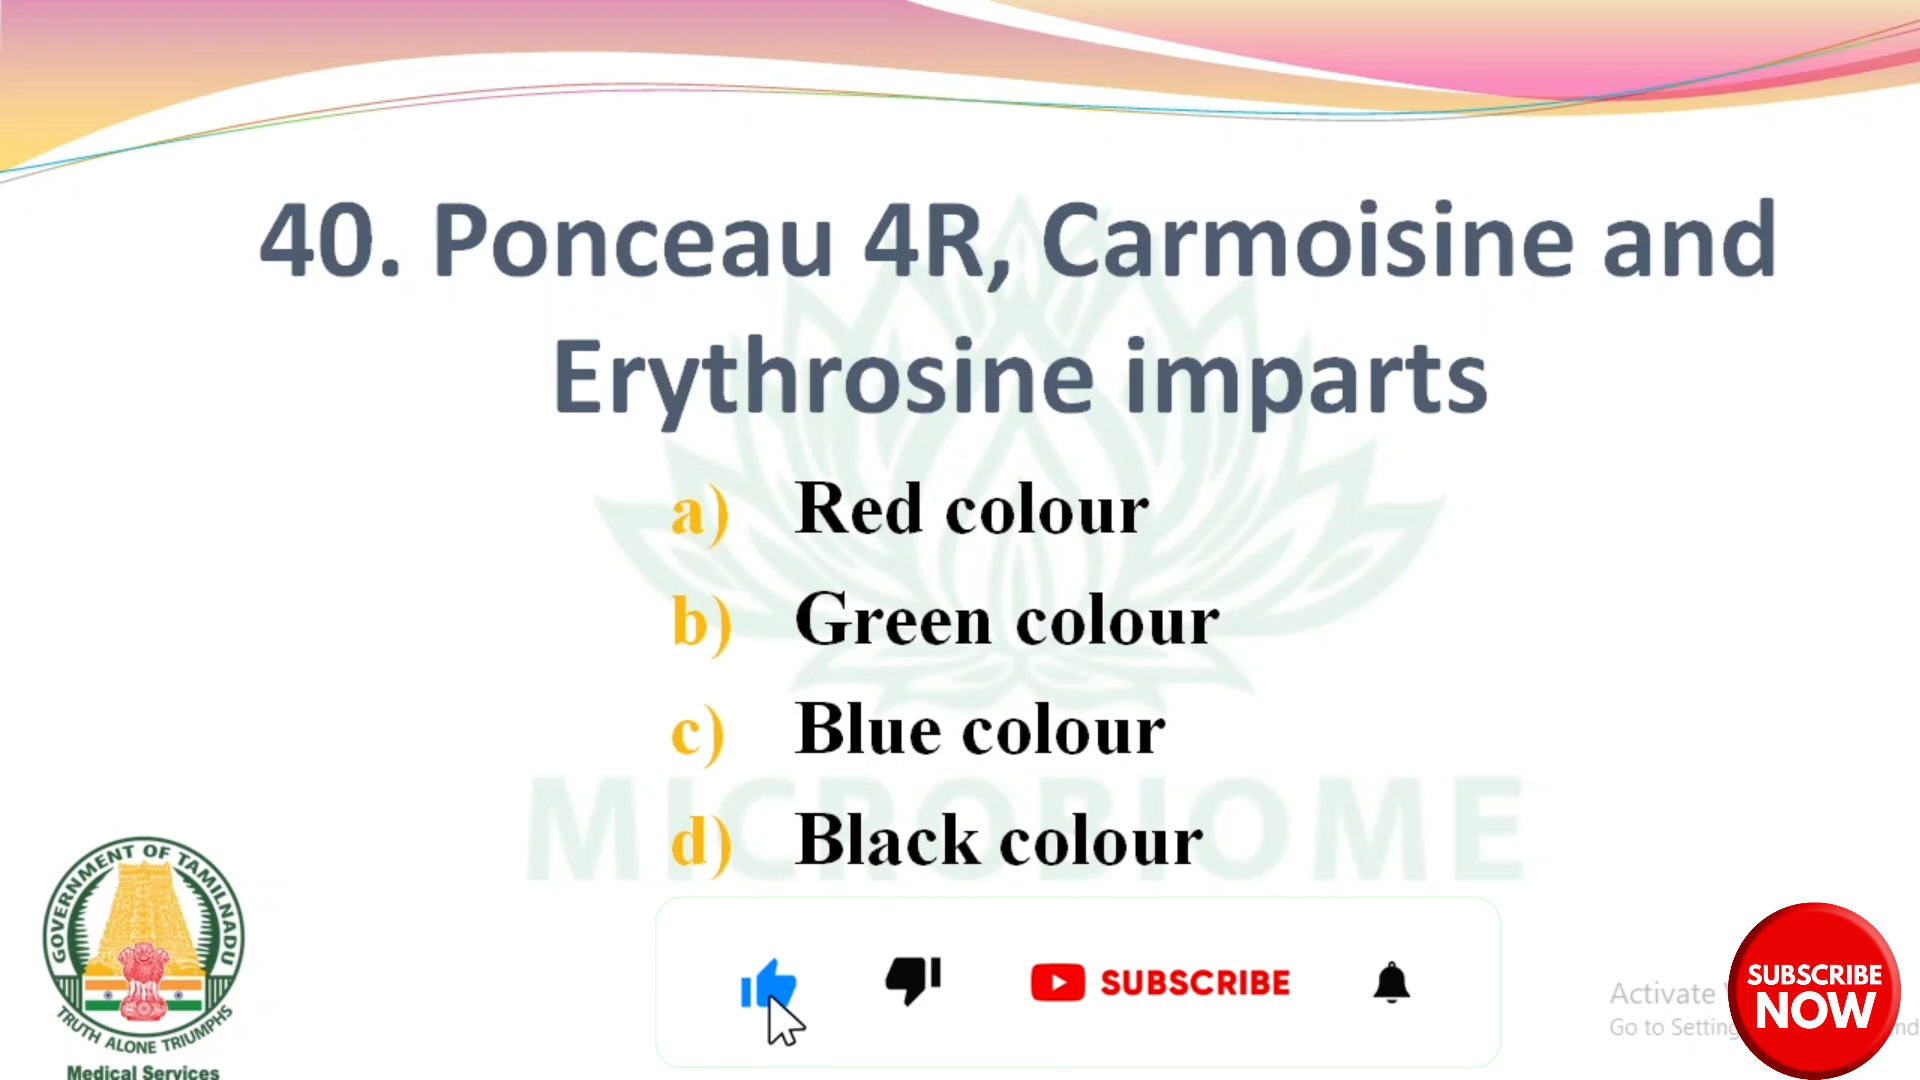 40. Ponceau 4R, Carmoisine and
Erythrosine imparts
a) Red colour
b) Green colour
c) Blue colour
d) Black colour
MICROBIOME
GOVERNMENT OF TAMILNADU
TRUTH ALONE TRIUMPHS
Medical Services
SUBSCRIBE
Activate
Go to
SUBSCRIBE
NOW